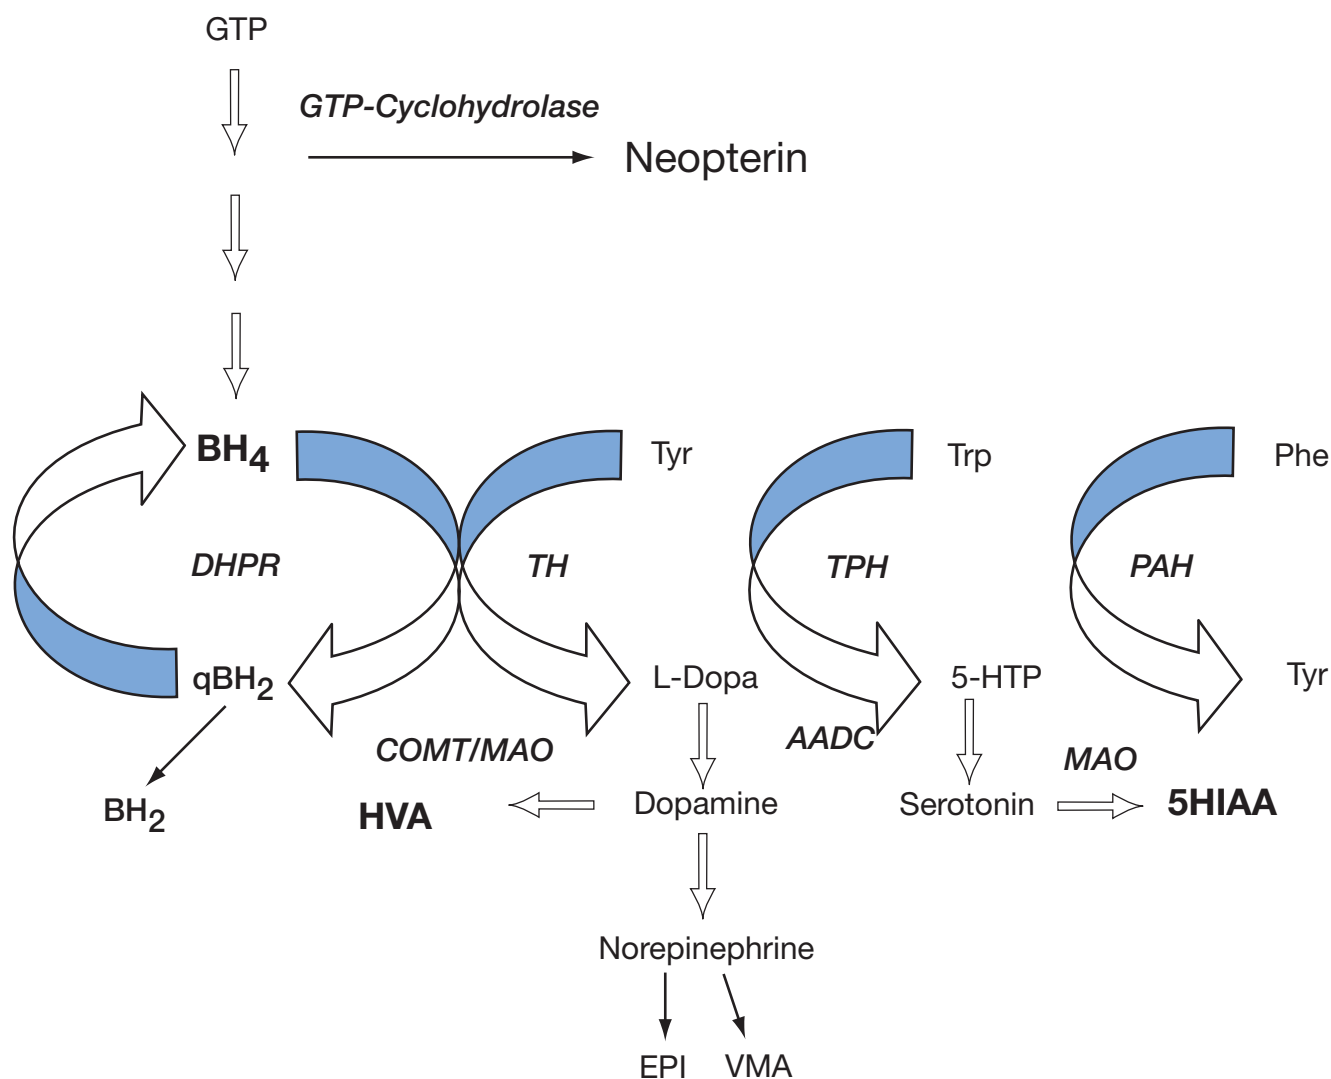 GTP
GTP-Cyclohydrolase
Neopterin
BH4
Tyr
Trp
Phe
DHPR
TH
TPH
PAH
qBH2
L-Dopa
5-HTP
Tyr
COMT/MAO
AADC
MAO
BH2
HVA
Dopamine
Serotonin
5HIAA
Norepinephrine
EPI
VMA